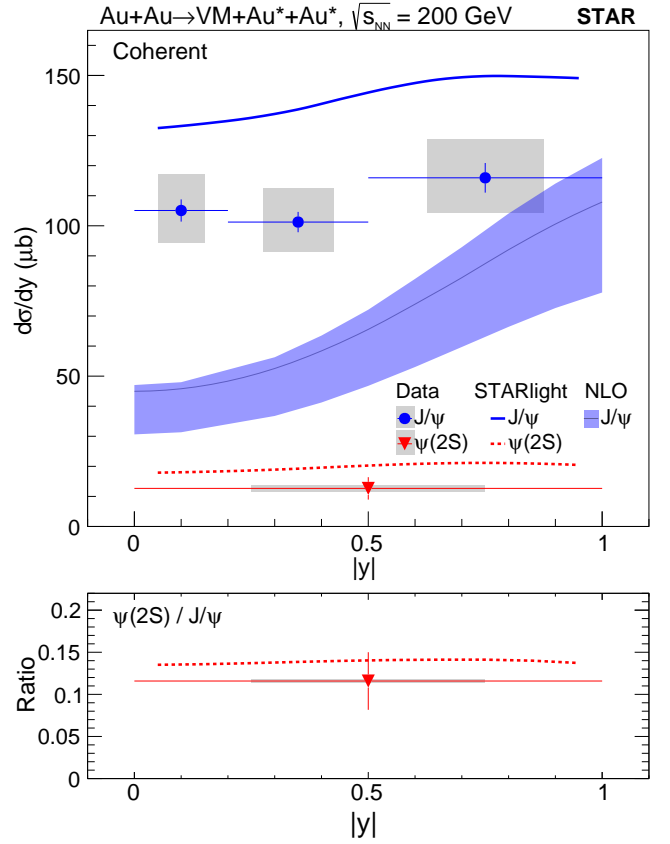 Au+Au→VM+Au*+Au*, √s_NN = 200 GeV STAR
Coherent
150
100
50
0
dσ/dy (μb)
Data STARlight NLO
J/ψ J/ψ J/ψ
ψ(2S) ψ(2S)
0 0.5 1
|y|
ψ(2S) / J/ψ
0.2
0.15
0.1
0.05
0
Ratio
0 0.5 1
|y|